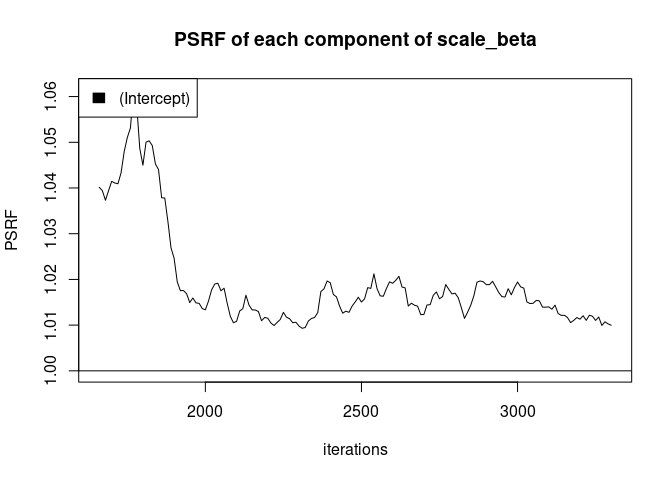 PSRF of each component of scale_beta
(Intercept)
PSRF
1.06
1.05
1.04
1.03
1.02
1.01
1.00
2000 2500 3000
iterations